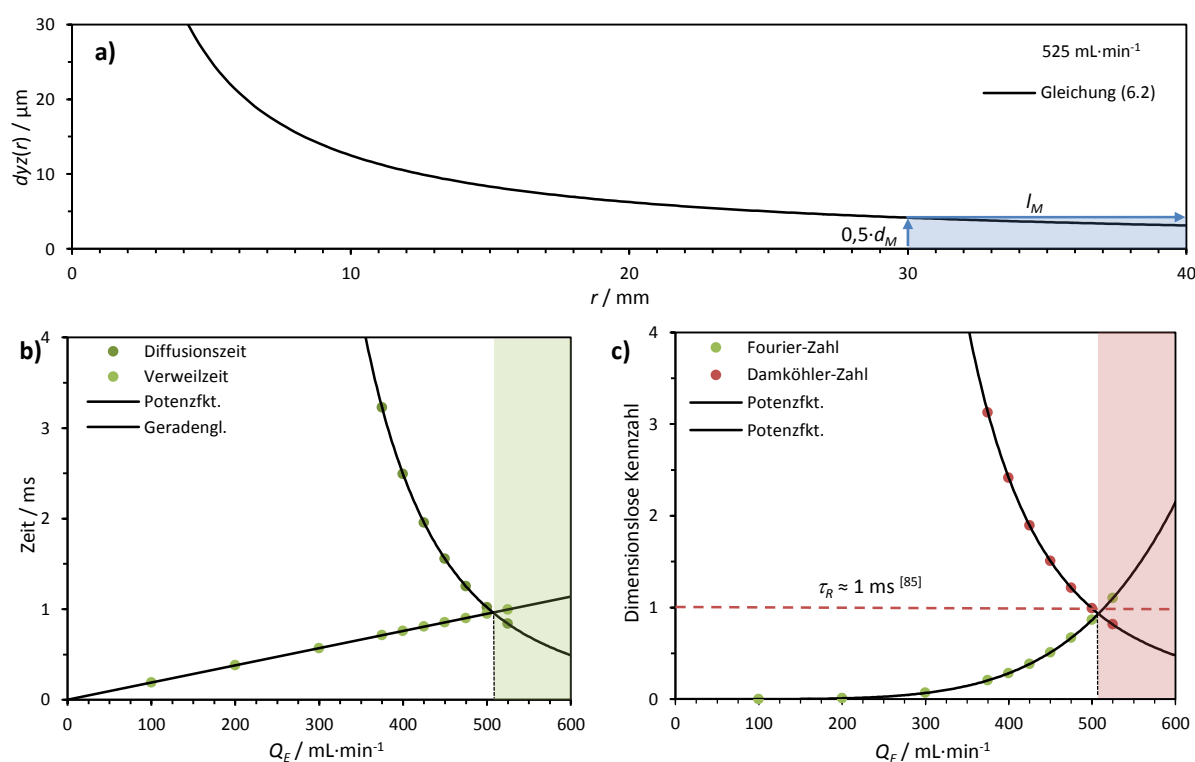 a)
525 mL·min⁻¹
Gleichung (6.2)
dyz(r) / µm
30
20
10
0
l_M
0,5·d_M
0 10 20 30 40
r / mm
b)
Diffusionszeit
Verweilzeit
Potenzfkt.
Geradengl.
Zeit / ms
4
3
2
1
0
0 100 200 300 400 500 600
Q_E / mL·min⁻¹
c)
Fourier-Zahl
Damköhler-Zahl
Potenzfkt.
Potenzfkt.
Dimensionslose Kennzahl
4
3
2
1
0
τ_R ≈ 1 ms [85]
0 100 200 300 400 500 600
Q_E / mL·min⁻¹